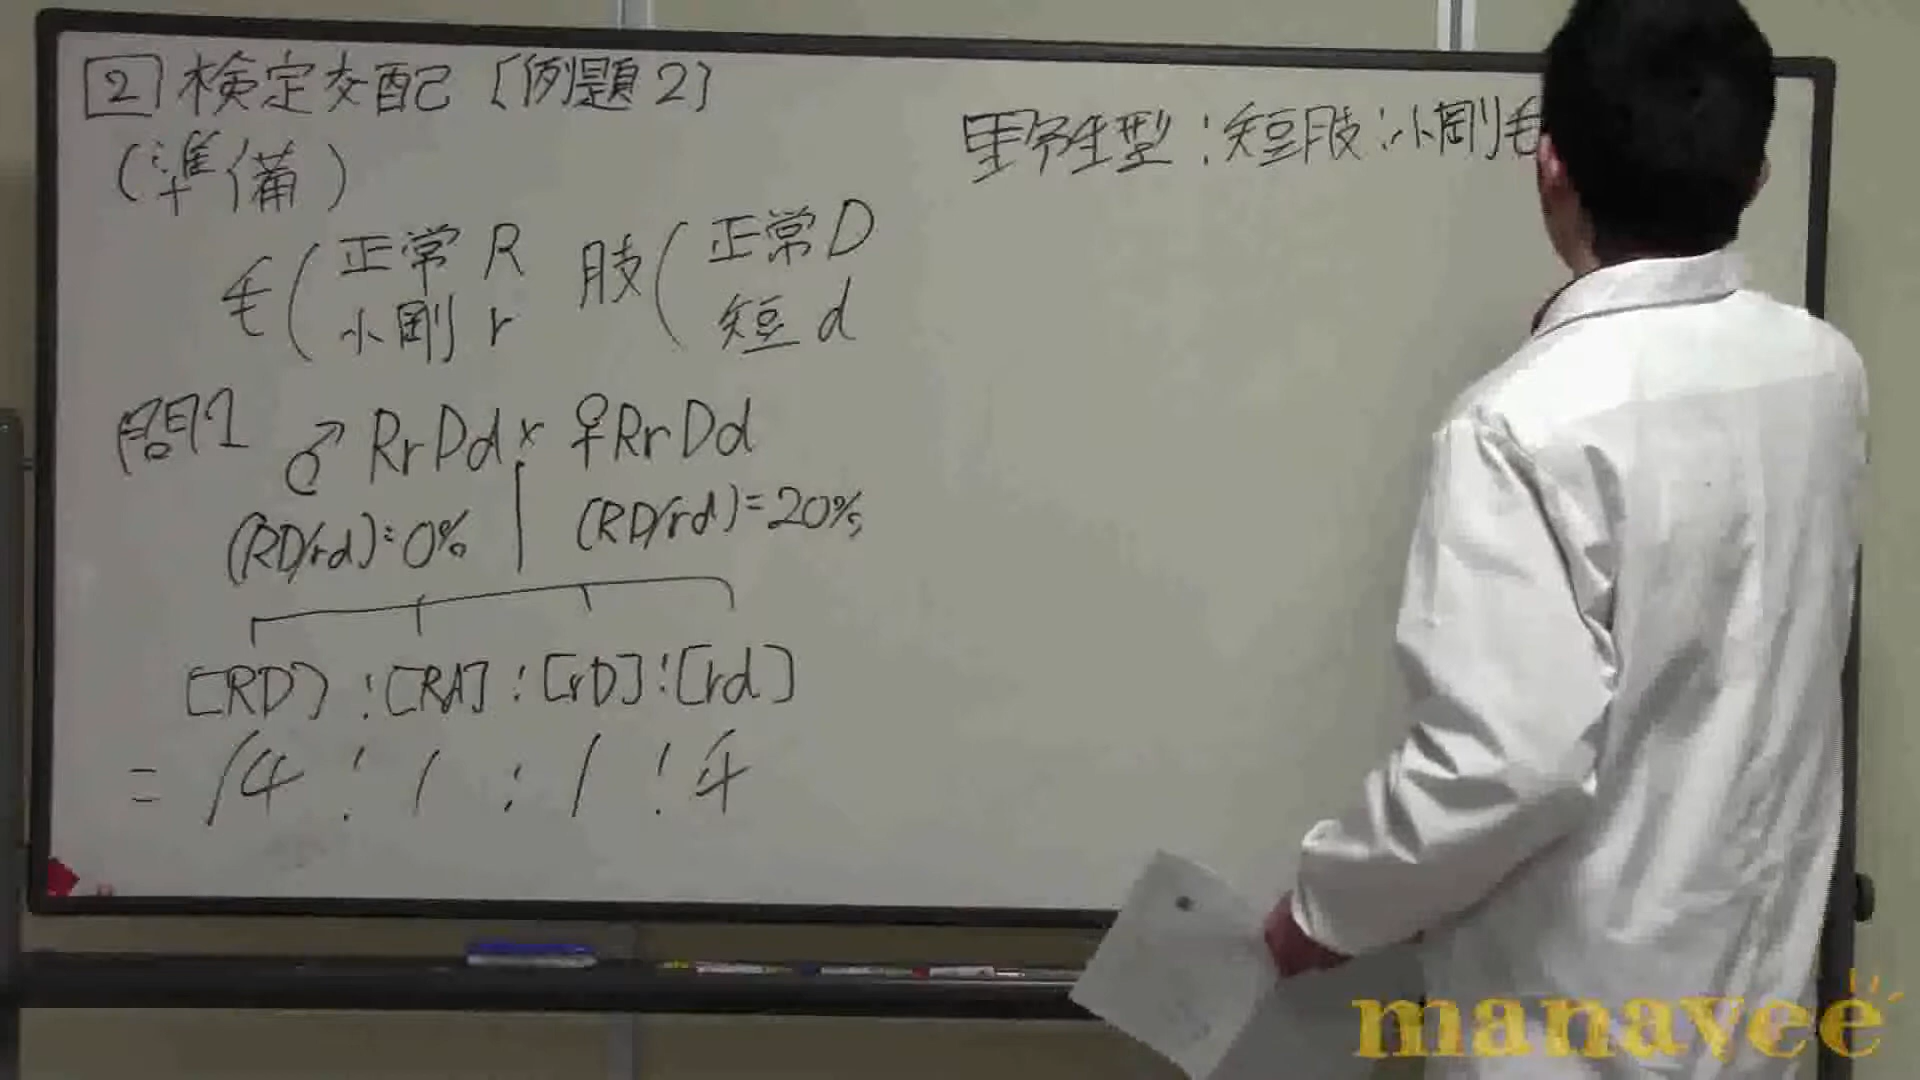 2 検定交配〔例題2〕
(準備)
毛(正常 R 肢(正常 D
小剛 r 短 d
問1 ♂ RrDd × ♀RrDd
(RD/rd)=0% (RD/rd)=20%
[RD]:[Rd]:[rD]:[rd]
= 14 : 1 : 1 : 4
野生型:短肢:小剛毛
manavee